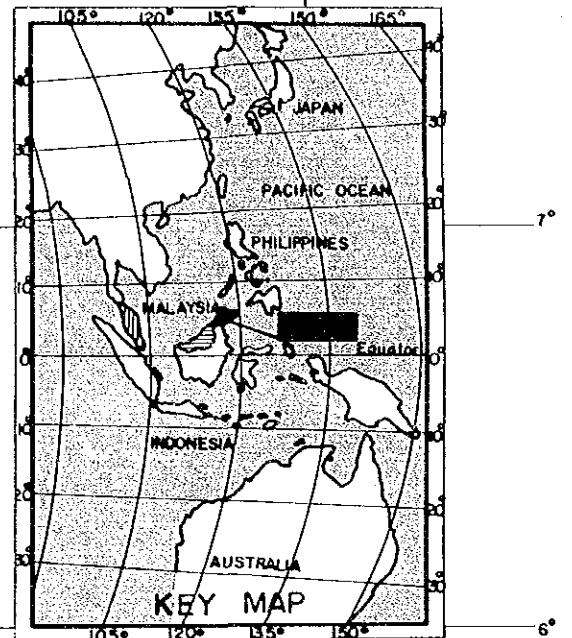 105° 120° 135° 150° 165°
40° 40°
JAPAN
30° 30°
PACIFIC OCEAN
20° 20°
7°
PHILIPPINES
10° 10°
MALAYSIA
Equator
0°
10° 10°
INDONESIA
20° 20°
30° 30°
AUSTRALIA
KEY MAP
105° 120° 135° 150°
6°